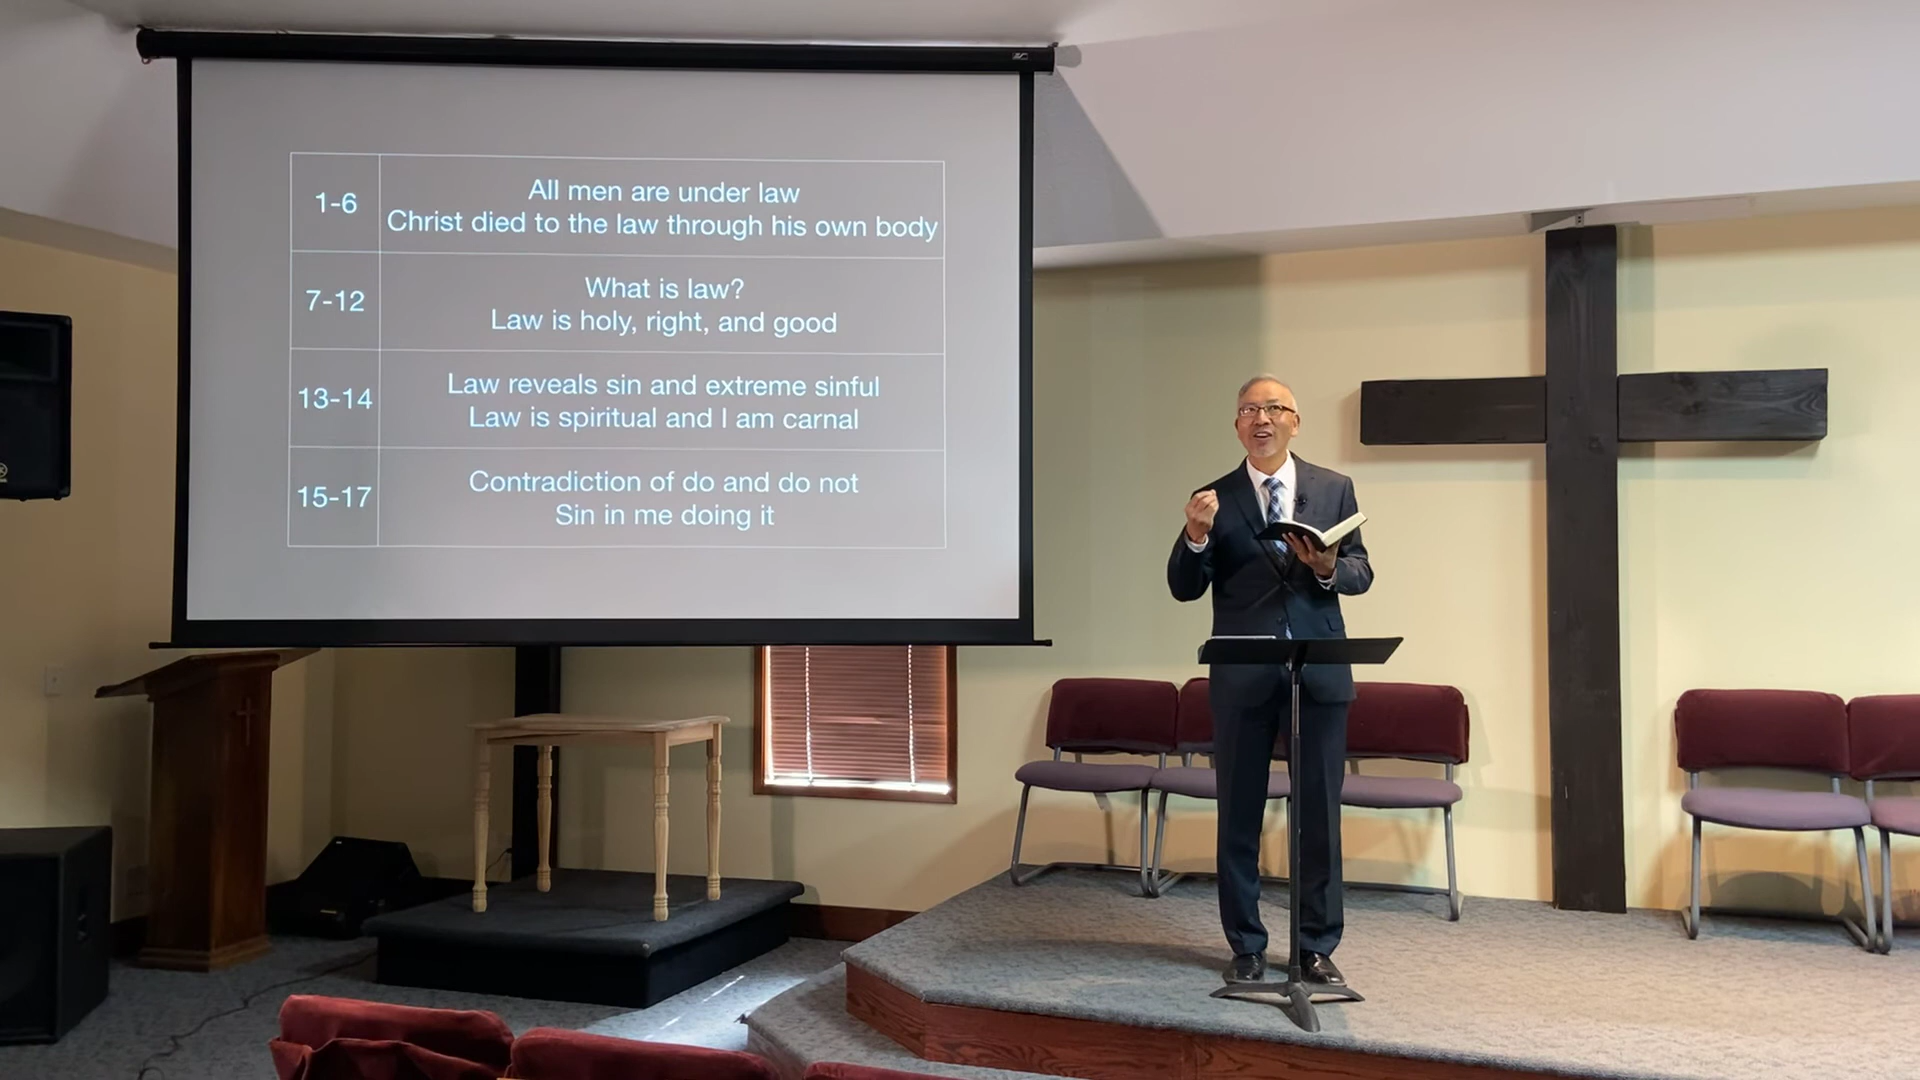 1-6
All men are under law
Christ died to the law through his own body
7-12
What is law?
Law is holy, right, and good
13-14
Law reveals sin and extreme sinful
Law is spiritual and I am carnal
15-17
Contradiction of do and do not
Sin in me doing it